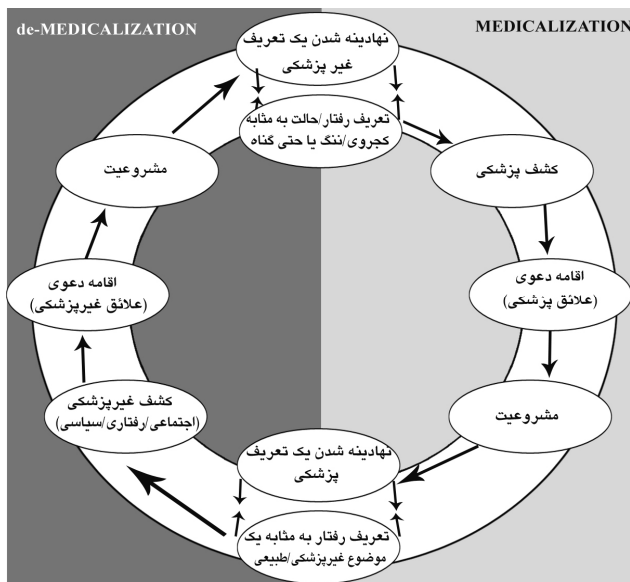 de-MEDICALIZATION
MEDICALIZATION
نهادینه شدن یک تعریف
غیر پزشکی
تعریف رفتار/حالت به مثابه
کجروی/ننگ یا حتی گناه
کشف پزشکی
اقامه دعوی
(علائق پزشکی)
مشروعیت
نهادینه شدن یک تعریف
پزشکی
تعریف رفتار به مثابه یک
موضوع غیرپزشکی/طبیعی
کشف غیرپزشکی
(اجتماعی/رفتاری/سیاسی)
اقامه دعوی
(علائق غیرپزشکی)
مشروعیت